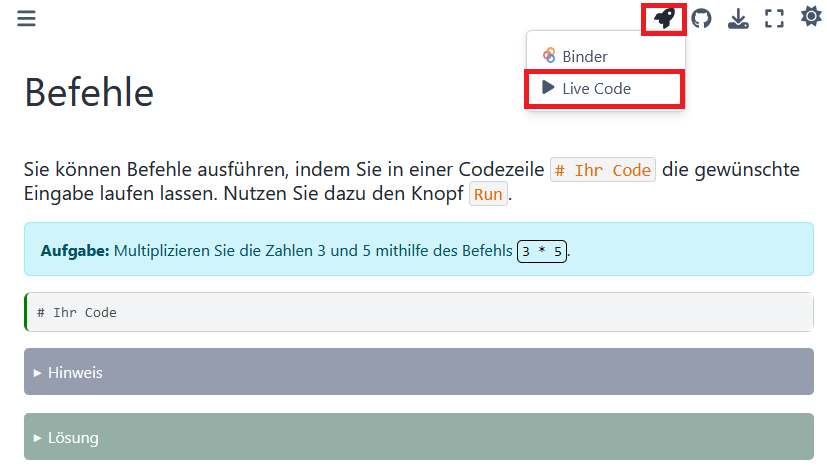 Binder
Live Code
Befehle
Sie können Befehle ausführen, indem Sie in einer Codezeile # Ihr Code die gewünschte
Eingabe laufen lassen. Nutzen Sie dazu den Knopf Run.
Aufgabe: Multiplizieren Sie die Zahlen 3 und 5 mithilfe des Befehls 3 * 5.
# Ihr Code
Hinweis
Lösung